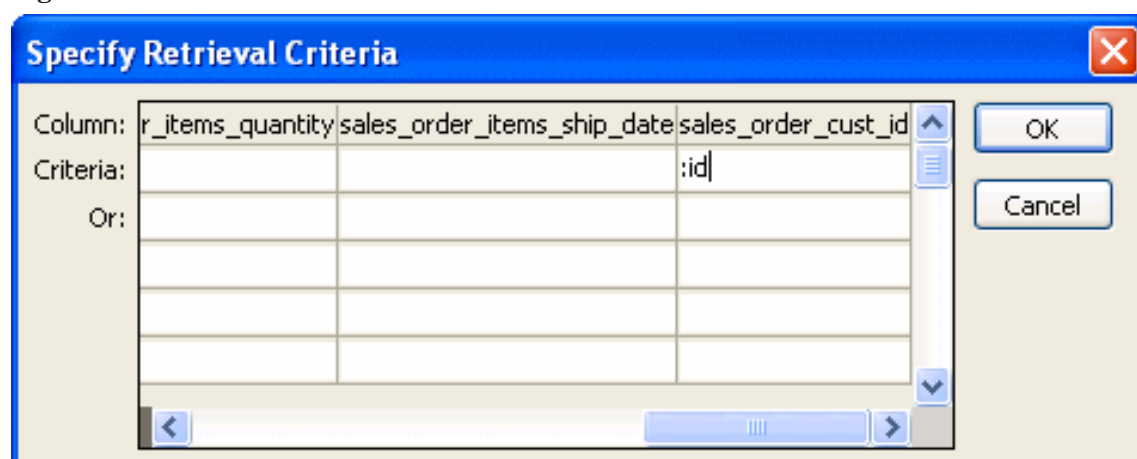 Specify Retrieval Criteria
Column: r_items_quantity sales_order_items_ship_date sales_order_cust_id OK
Criteria: :id
Or: Cancel